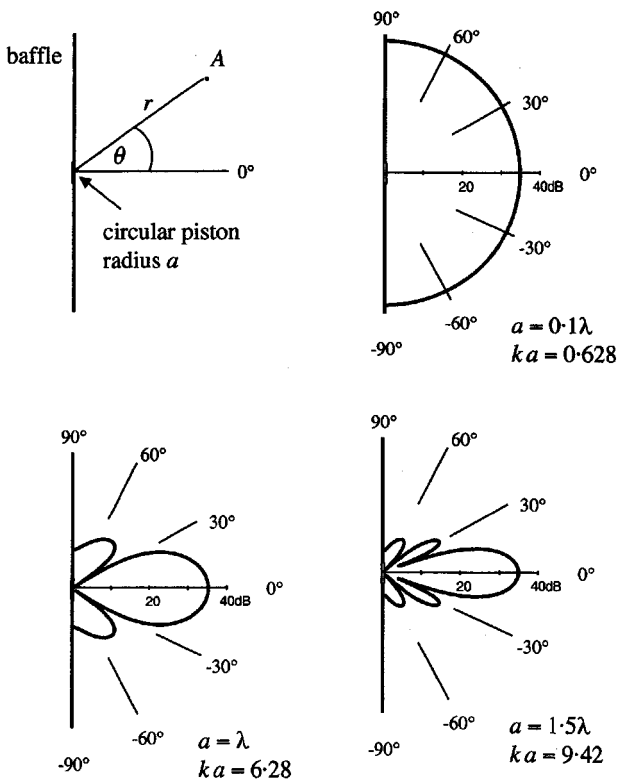 baffle
A
r
θ
0°
circular piston
radius a
90°
60°
30°
20
40dB
0°
-30°
-60°
-90°
a = 0·1λ
ka = 0·628
90°
60°
30°
20
40dB
0°
-30°
-60°
-90°
a = λ
ka = 6·28
90°
60°
30°
20
40dB
0°
-30°
-60°
-90°
a = 1·5λ
ka = 9·42